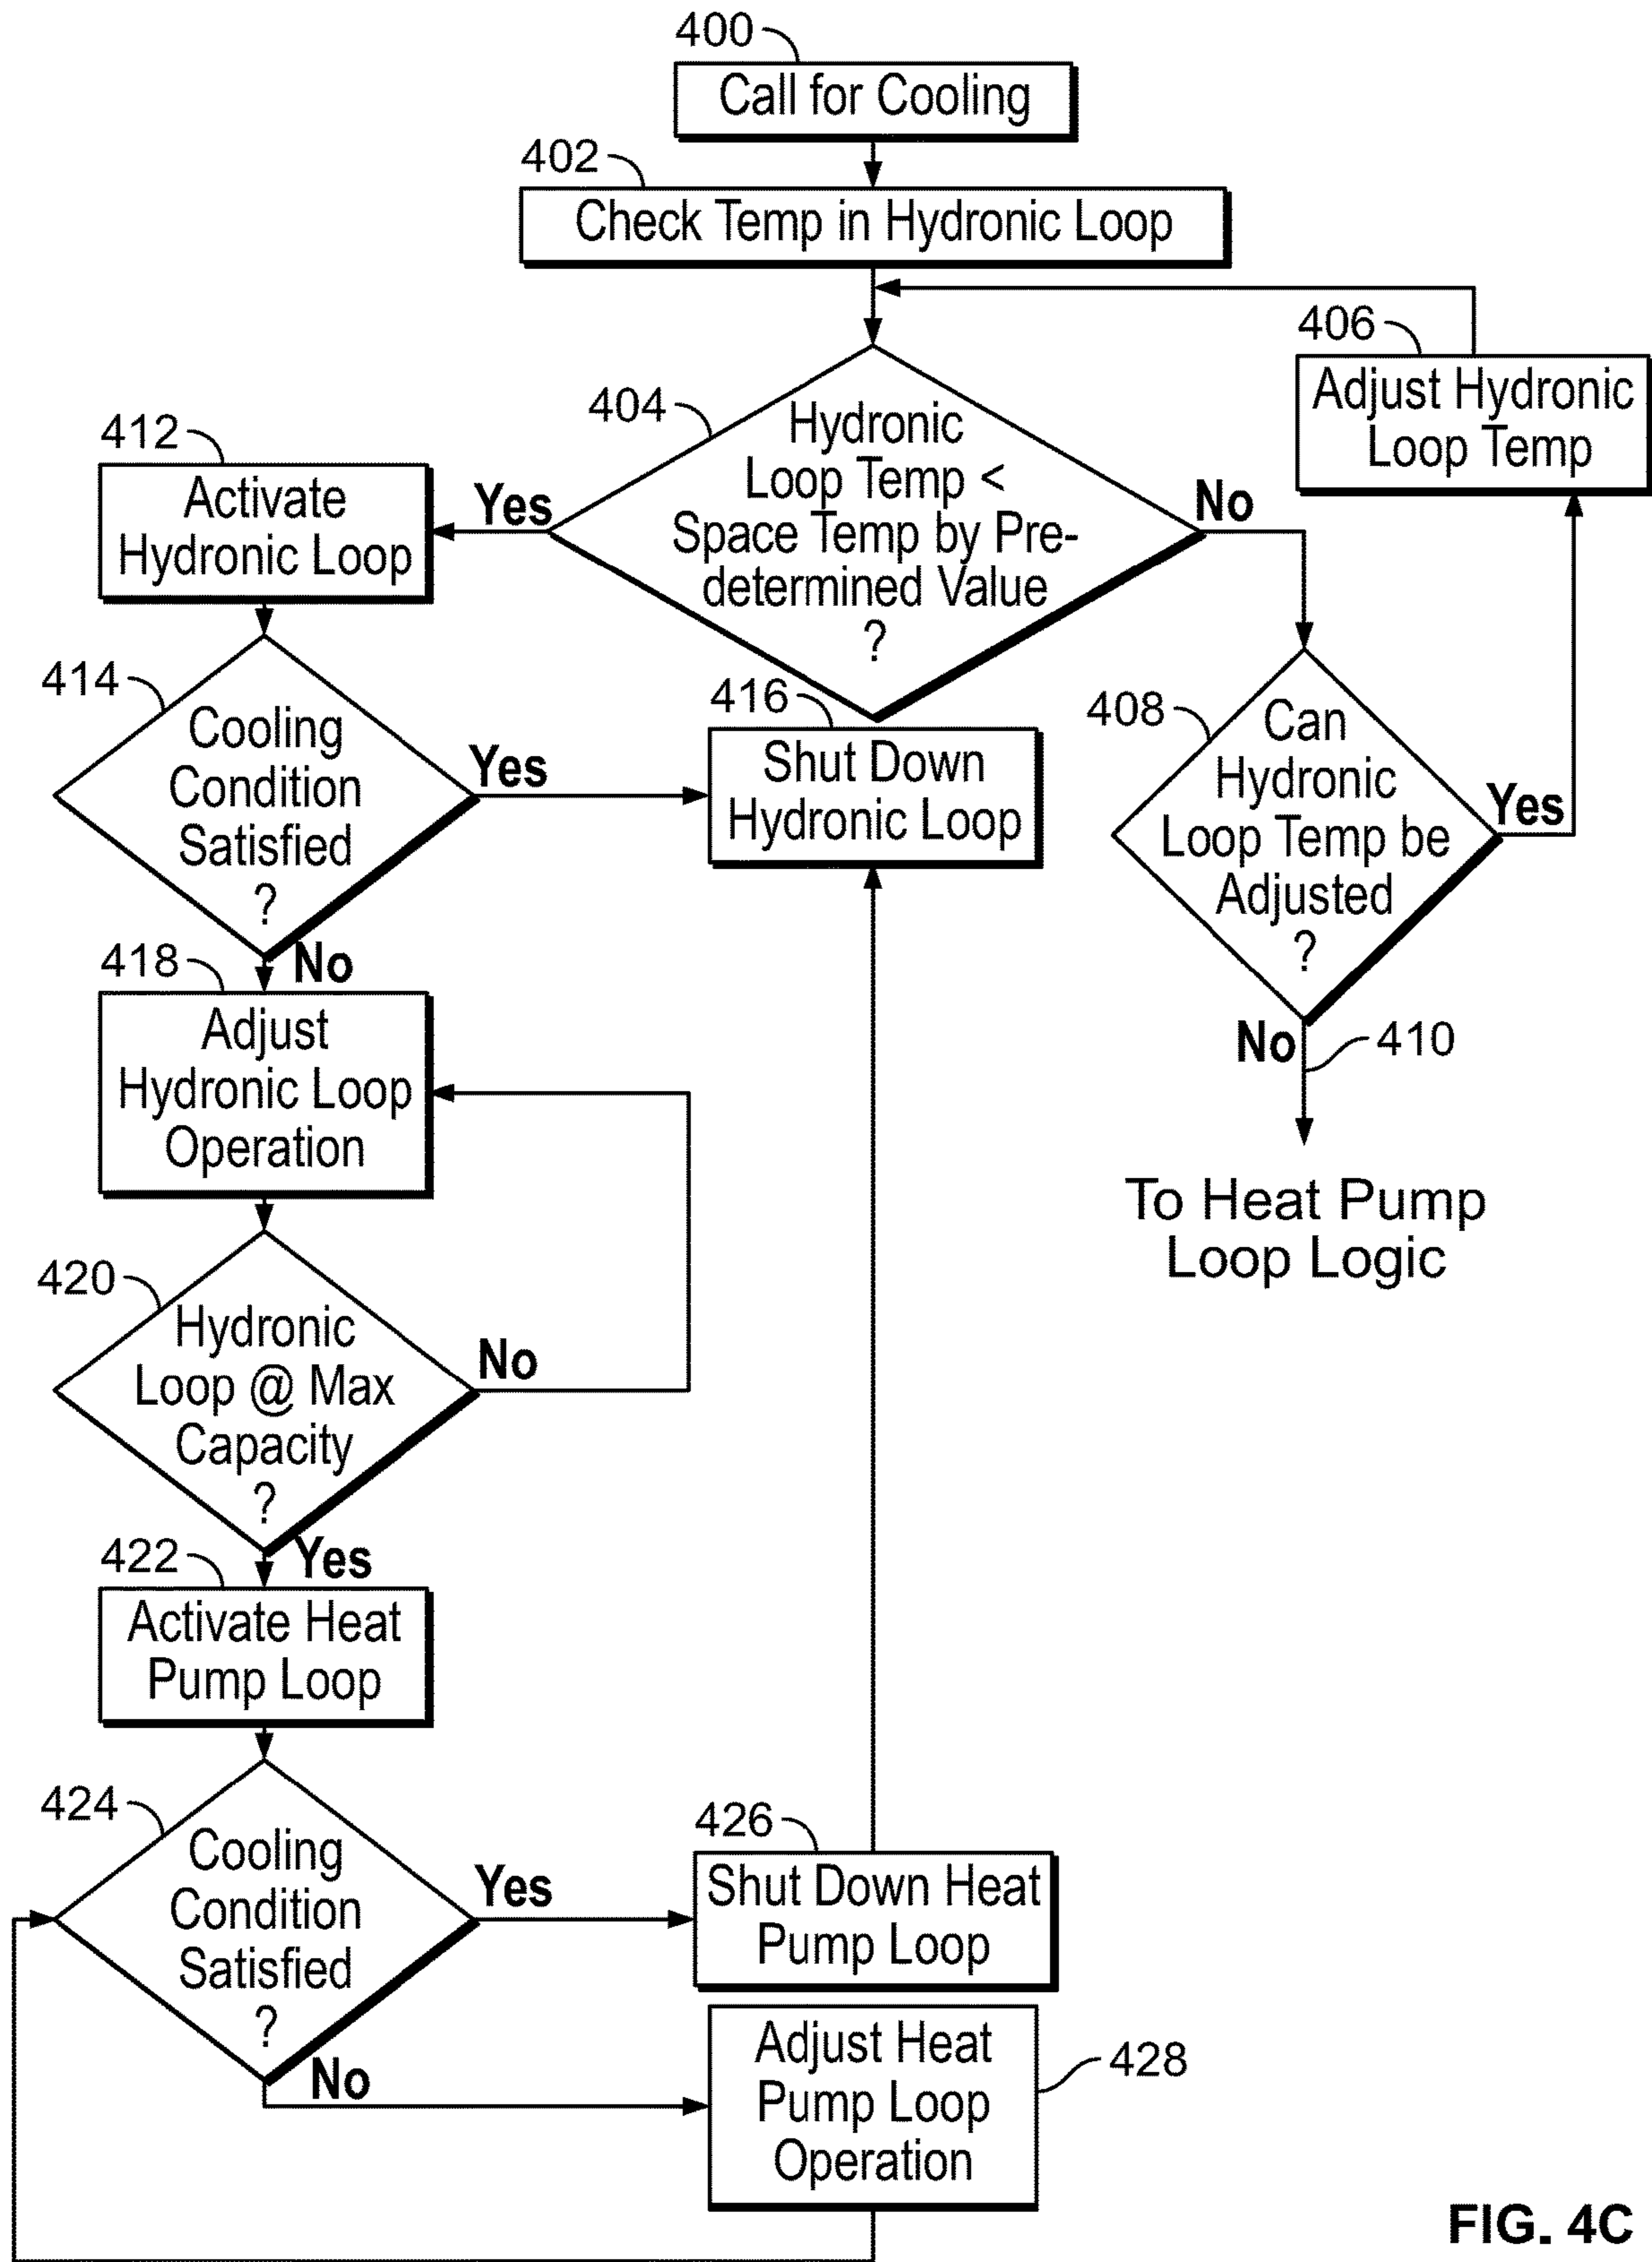 400
Call for Cooling
402
Check Temp in Hydronic Loop
404
Hydronic
Loop Temp <
Space Temp by Pre-
determined Value
?
Yes
No
406
Adjust Hydronic
Loop Temp
412
Activate
Hydronic Loop
408
Can
Hydronic
Loop Temp be
Adjusted
?
Yes
No
410
To Heat Pump
Loop Logic
414
Cooling
Condition
Satisfied
?
Yes
No
416
Shut Down
Hydronic Loop
418
Adjust
Hydronic Loop
Operation
420
Hydronic
Loop @ Max
Capacity
?
No
Yes
422
Activate Heat
Pump Loop
424
Cooling
Condition
Satisfied
?
Yes
No
426
Shut Down Heat
Pump Loop
428
Adjust Heat
Pump Loop
Operation
FIG. 4C